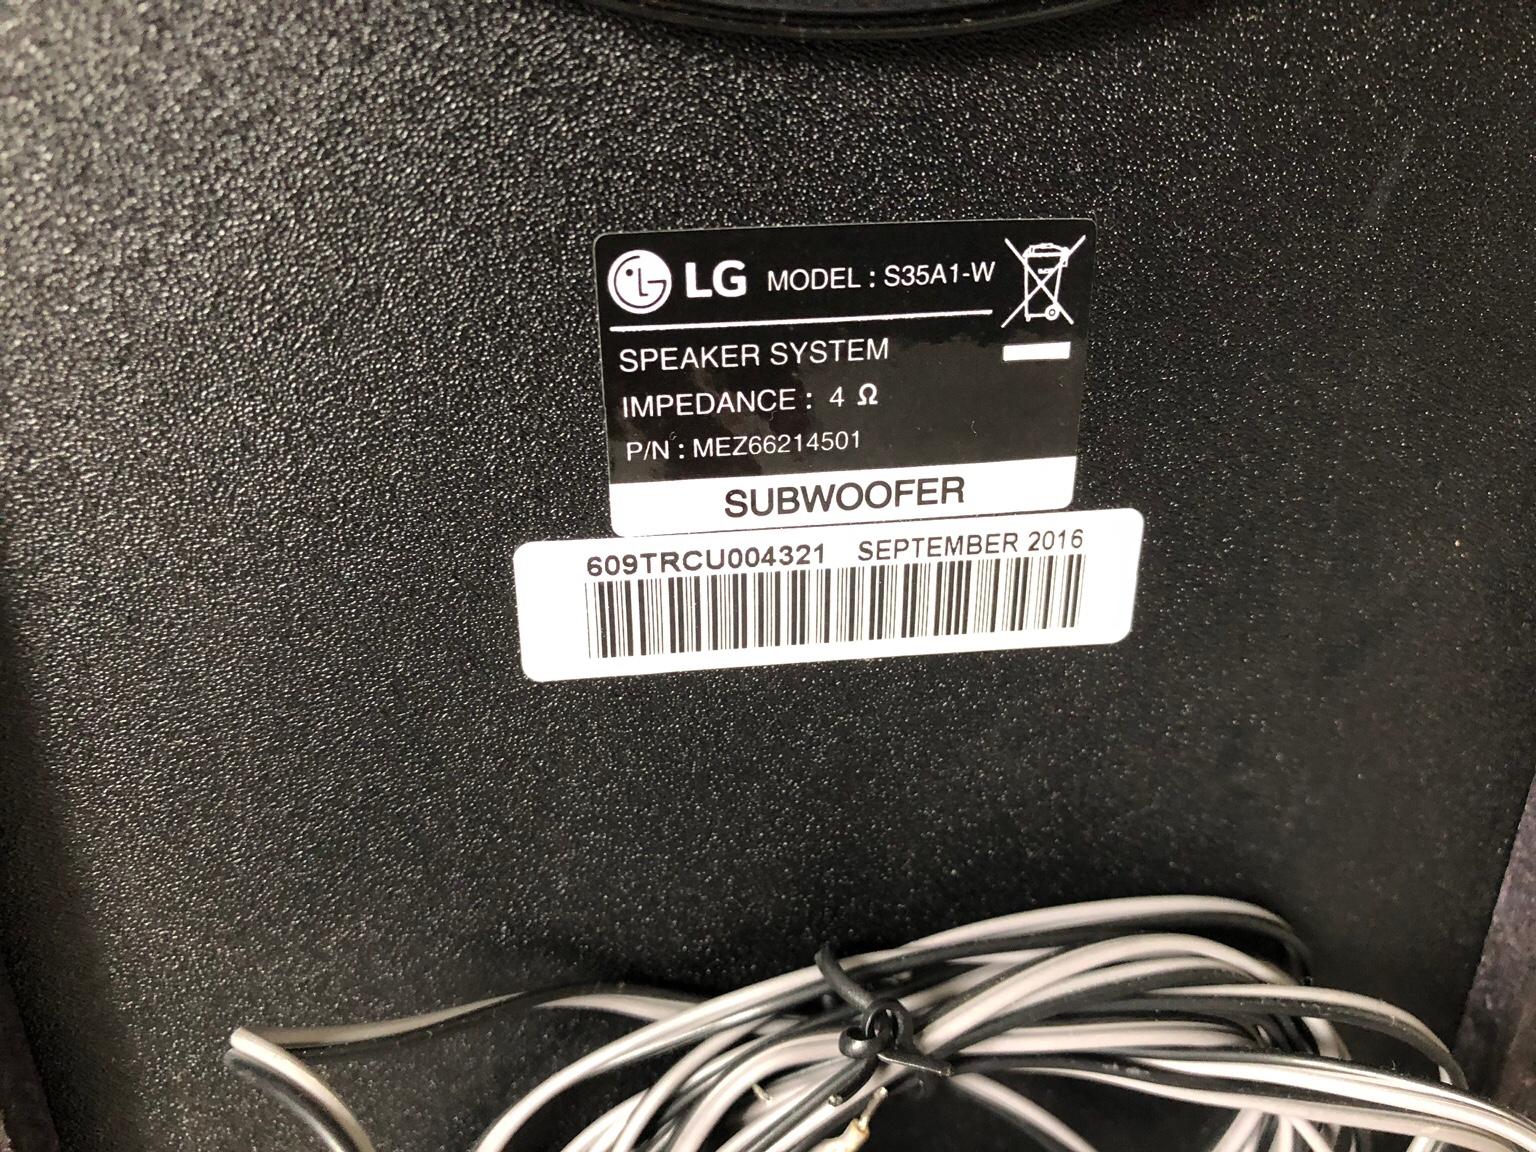 LG MODEL : S35A1-W
SPEAKER SYSTEM
IMPEDANCE : 4 Ω
P/N : MEZ66214501
SUBWOOFER
609TRCU004321 SEPTEMBER 2016